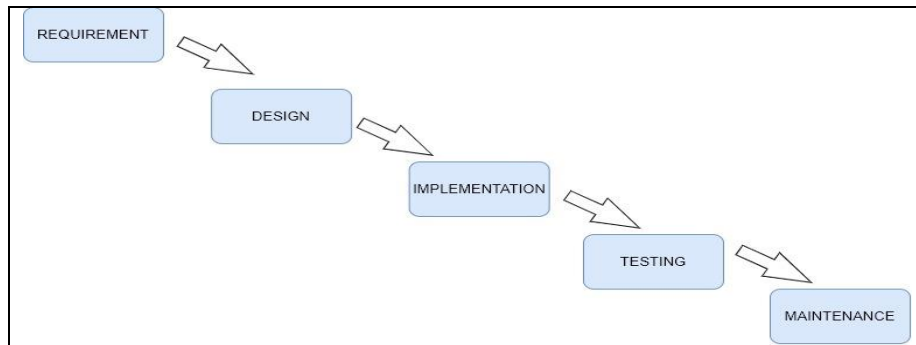 REQUIREMENT
DESIGN
IMPLEMENTATION
TESTING
MAINTENANCE